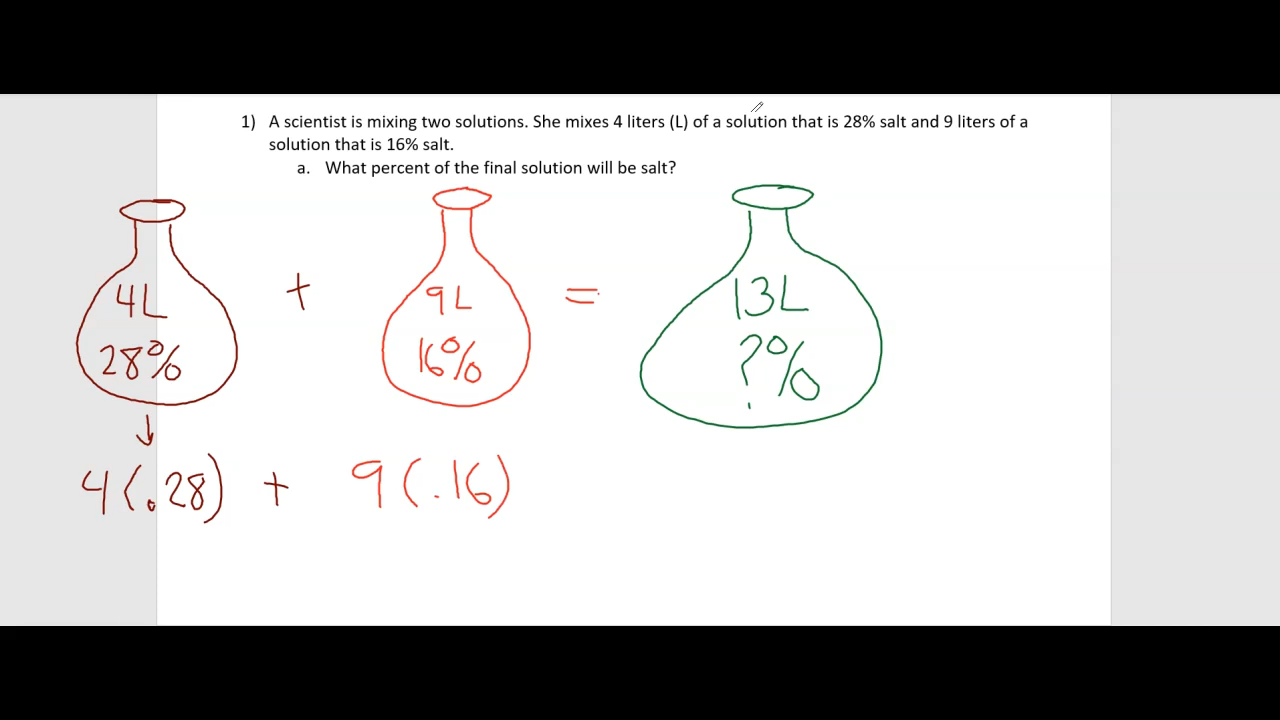 1) A scientist is mixing two solutions. She mixes 4 liters (L) of a solution that is 28% salt and 9 liters of a
solution that is 16% salt.
a. What percent of the final solution will be salt?
4L + 9L = 13L
28% 16% ?%
4(.28) + 9(.16)